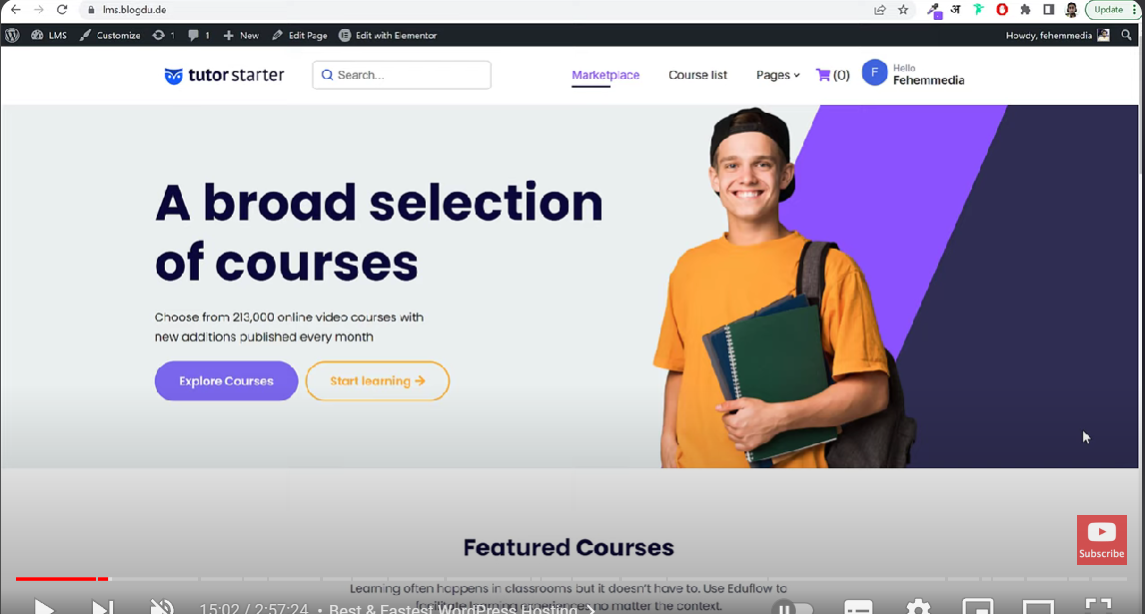 lms.blogdu.de
Update
LMS
Customize
1
1
New
Edit Page
Edit with Elementor
Howdy, fehemmedia
tutor starter
Search...
Marketplace
Course list
Pages
(0)
F
Hello
Fehemmedia
A broad selection
of courses
Choose from 213,000 online video courses with
new additions published every month
Explore Courses
Start learning →
Featured Courses
Subscribe
Learning often happens in classrooms but it doesn't have to. Use Eduflow to
facilitate learning experiences no matter the context.
15:02 / 2:57:24 • Best & Fastest WordPress Hosting >